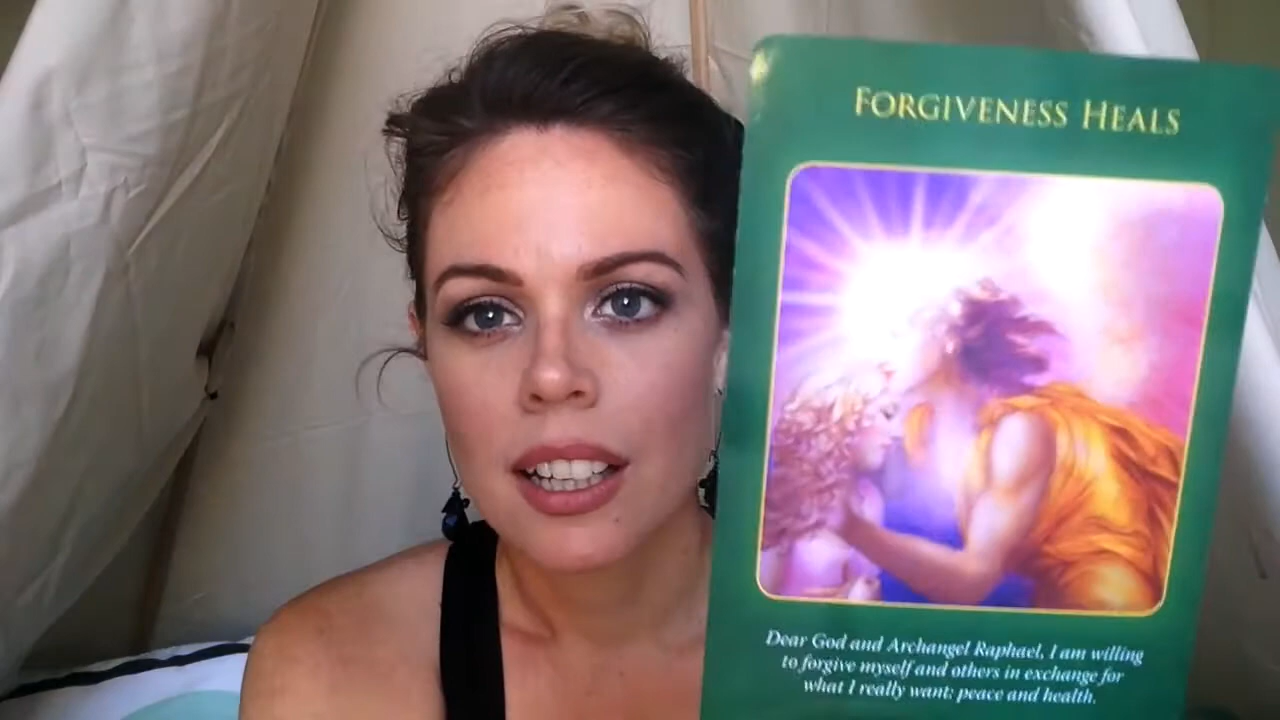 FORGIVENESS HEALS
Dear God and Archangel Raphael, I am willing
to forgive myself and others in exchange for
what I really want: peace and health.